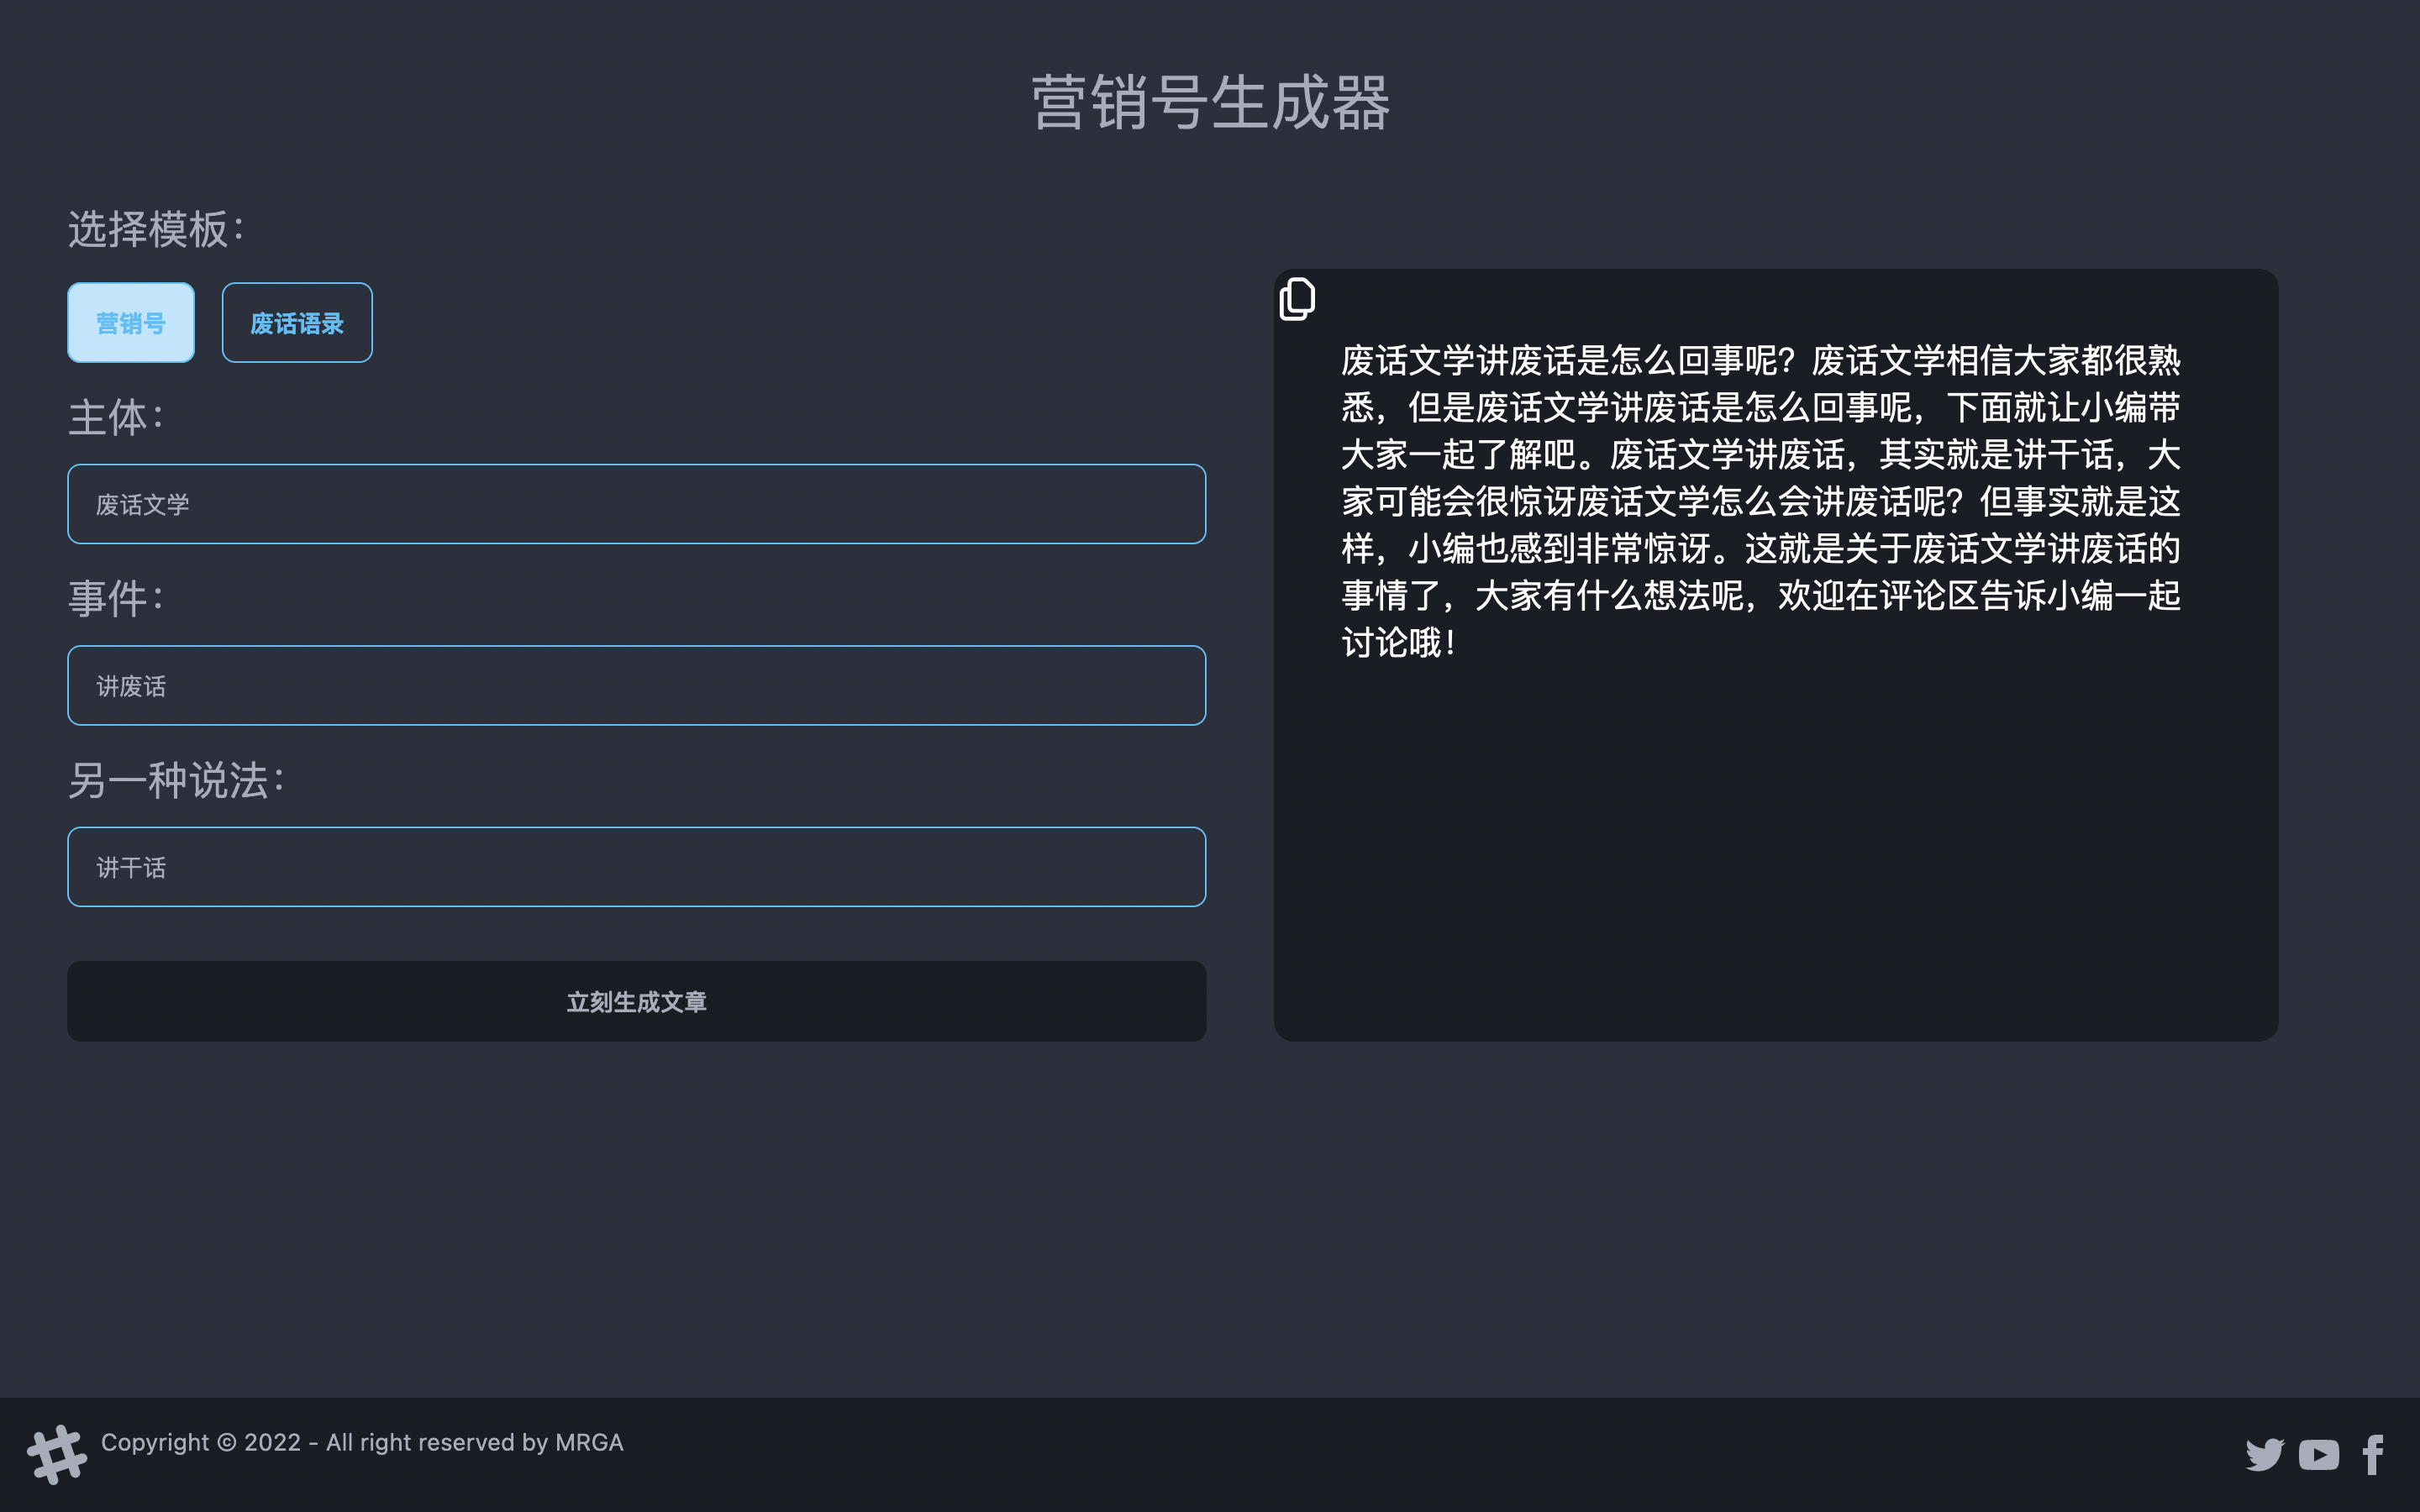 营销号生成器
选择模板：
营销号
废话语录
主体：
废话文学
事件：
讲废话
另一种说法：
讲干话
立刻生成文章
废话文学讲废话是怎么回事呢？废话文学相信大家都很熟
悉，但是废话文学讲废话是怎么回事呢，下面就让小编带
大家一起了解吧。废话文学讲废话，其实就是讲干话，大
家可能会很惊讶废话文学怎么会讲废话呢？但事实就是这
样，小编也感到非常惊讶。这就是关于废话文学讲废话的
事情了，大家有什么想法呢，欢迎在评论区告诉小编一起
讨论哦！
Copyright © 2022 - All right reserved by MRGA